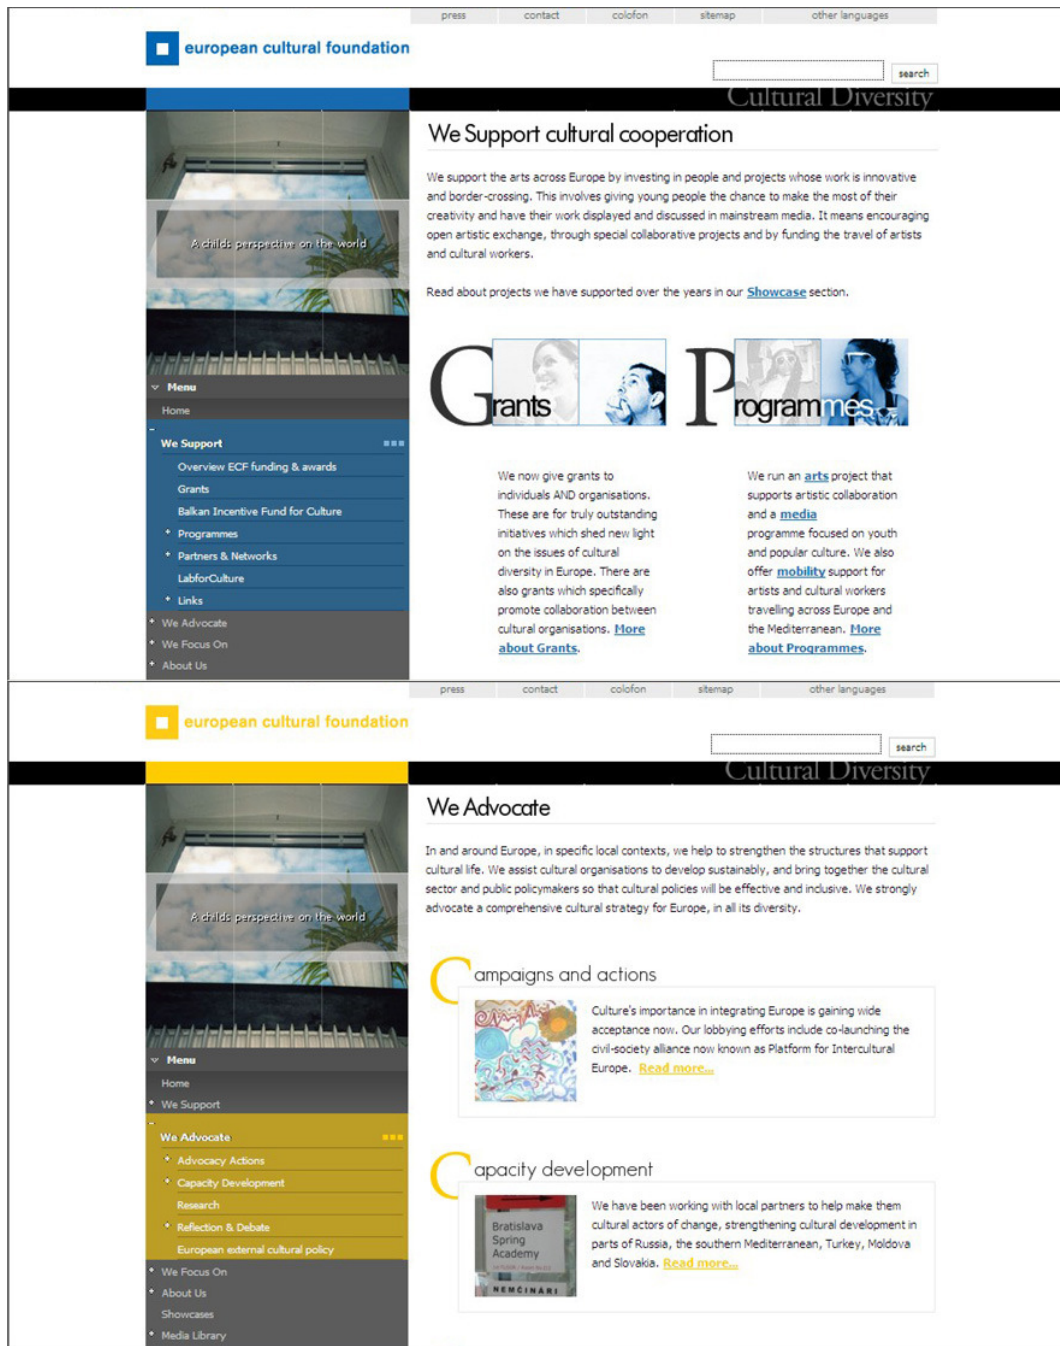 press contact colofon sitemap other languages
european cultural foundation
search
Cultural Diversity
We Support cultural cooperation
We support the arts across Europe by investing in people and projects whose work is innovative
and border-crossing. This involves giving young people the chance to make the most of their
creativity and have their work displayed and discussed in mainstream media. It means encouraging
open artistic exchange, through special collaborative projects and by funding the travel of artists
and cultural workers.
Read about projects we have supported over the years in our Showcase section.
A childs perspective on the world
Menu
Home
We Support
Overview ECF funding & awards
Grants
Balkan Incentive Fund for Culture
Programmes
Partners & Networks
LabforCulture
Links
We Advocate
We Focus On
About Us
Grants
We now give grants to
individuals AND organisations.
These are for truly outstanding
initiatives which shed new light
on the issues of cultural
diversity in Europe. There are
also grants which specifically
promote collaboration between
cultural organisations. More
about Grants.
Programmes
We run an arts project that
supports artistic collaboration
and a media
programme focused on youth
and popular culture. We also
offer mobility support for
artists and cultural workers
travelling across Europe and
the Mediterranean. More
about Programmes.
press contact colofon sitemap other languages
european cultural foundation
search
Cultural Diversity
We Advocate
In and around Europe, in specific local contexts, we help to strengthen the structures that support
cultural life. We assist cultural organisations to develop sustainably, and bring together the cultural
sector and public policymakers so that cultural policies will be effective and inclusive. We strongly
advocate a comprehensive cultural strategy for Europe, in all its diversity.
A childs perspective on the world
Menu
Home
We Support
We Advocate
Advocacy Actions
Capacity Development
Research
Reflection & Debate
European external cultural policy
We Focus On
About Us
Showcases
Media Library
Campaigns and actions
Culture's importance in integrating Europe is gaining wide
acceptance now. Our lobbying efforts include co-launching the
civil-society alliance now known as Platform for Intercultural
Europe. Read more...
Capacity development
Bratislava
Spring
Academy
NEMČINÁRI
We have been working with local partners to help make them
cultural actors of change, strengthening cultural development in
parts of Russia, the southern Mediterranean, Turkey, Moldova
and Slovakia. Read more...